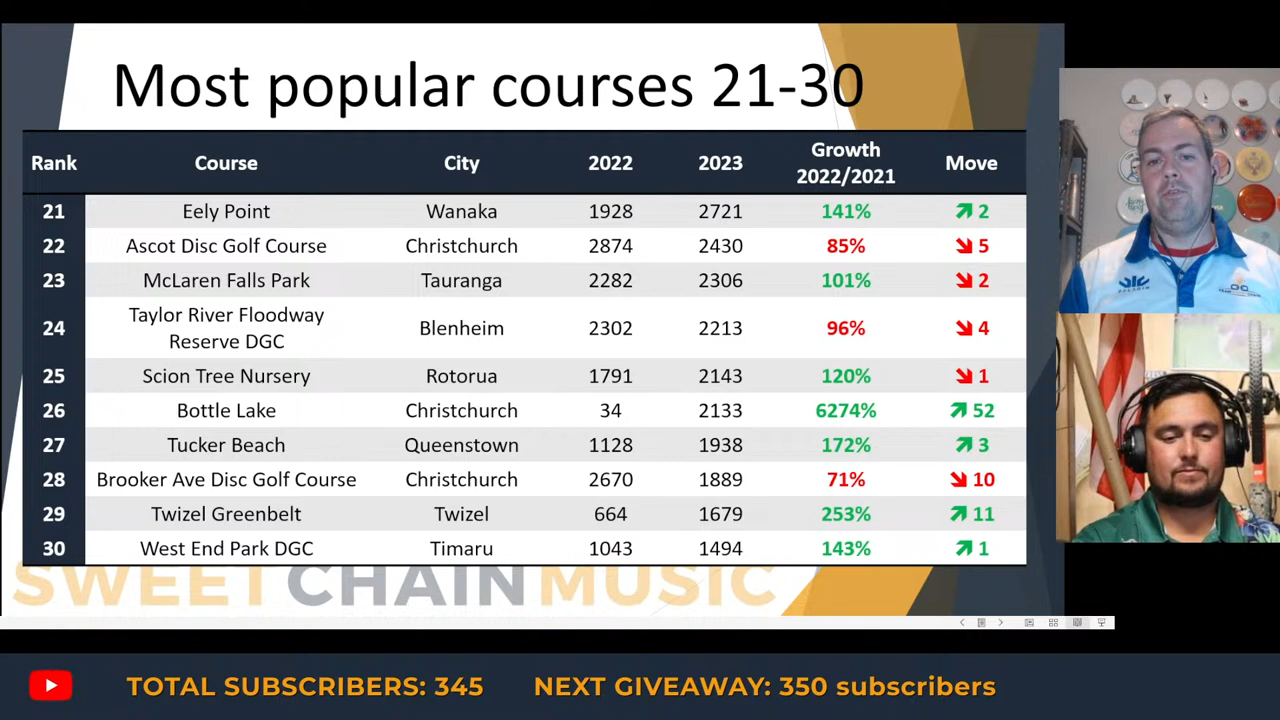 Most popular courses 21-30
Rank Course City 2022 2023 Growth 2022/2021 Move
21 Eely Point Wanaka 1928 2721 141% 2
22 Ascot Disc Golf Course Christchurch 2874 2430 85% 5
23 McLaren Falls Park Tauranga 2282 2306 101% 2
24 Taylor River Floodway Reserve DGC Blenheim 2302 2213 96% 4
25 Scion Tree Nursery Rotorua 1791 2143 120% 1
26 Bottle Lake Christchurch 34 2133 6274% 52
27 Tucker Beach Queenstown 1128 1938 172% 3
28 Brooker Ave Disc Golf Course Christchurch 2670 1889 71% 10
29 Twizel Greenbelt Twizel 664 1679 253% 11
30 West End Park DGC Timaru 1043 1494 143% 1
SWEET CHAIN MUSIC
TOTAL SUBSCRIBERS: 345 NEXT GIVEAWAY: 350 subscribers